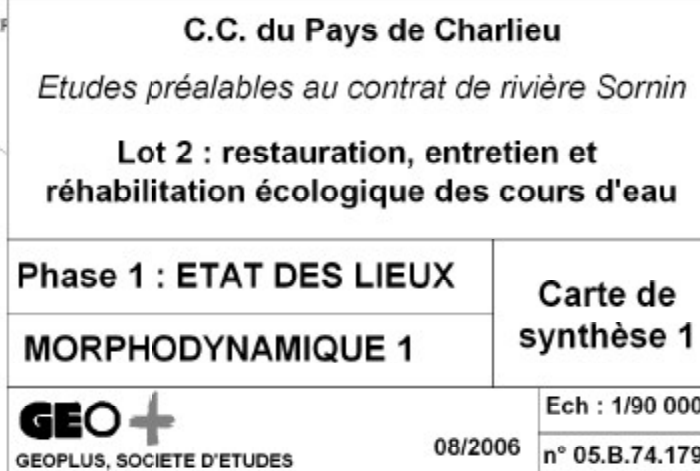 C.C. du Pays de Charlieu
Etudes préalables au contrat de rivière Sornin
Lot 2 : restauration, entretien et
réhabilitation écologique des cours d'eau
Phase 1 : ETAT DES LIEUX
MORPHODYNAMIQUE 1
Carte de
synthèse 1
GEO+
GEOPLUS, SOCIETE D'ETUDES
08/2006
Ech : 1/90 000
n° 05.B.74.179